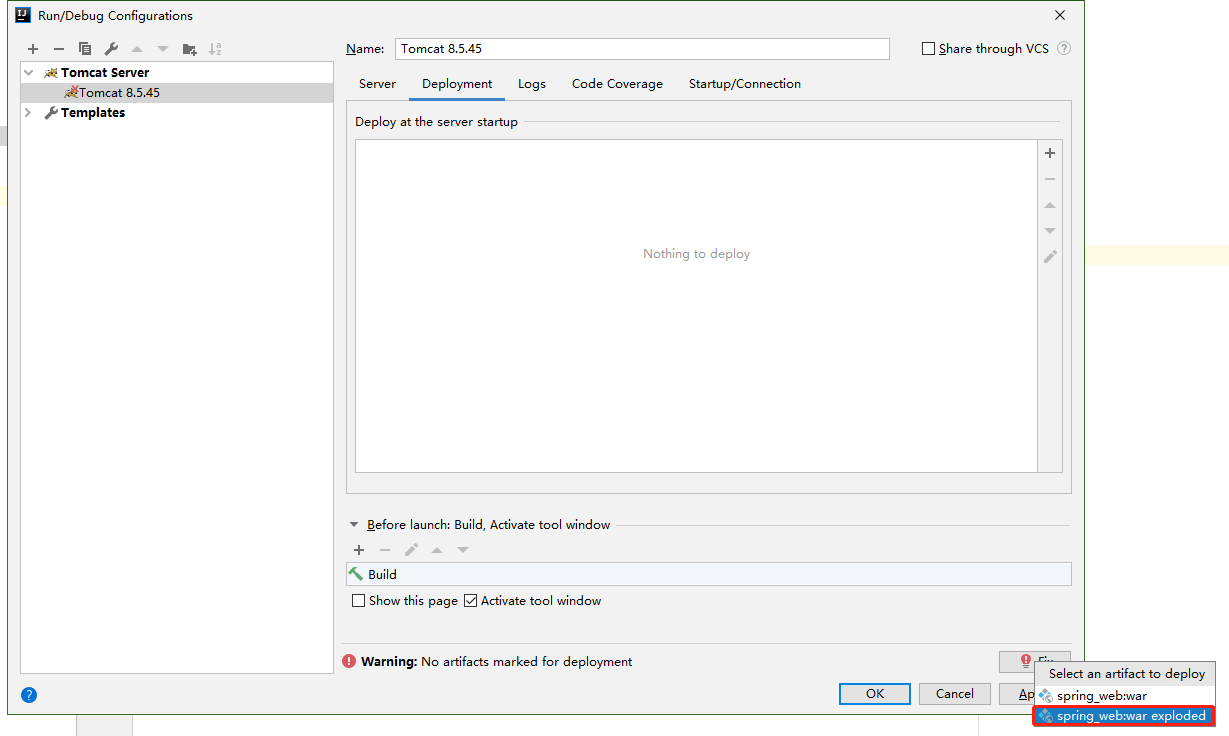 Run/Debug Configurations
Name: Tomcat 8.5.45
Share through VCS ?
Tomcat Server
Tomcat 8.5.45
Templates
Server Deployment Logs Code Coverage Startup/Connection
Deploy at the server startup
Nothing to deploy
Before launch: Build, Activate tool window
Build
Show this page Activate tool window
Warning: No artifacts marked for deployment
Select an artifact to deploy
spring_web:war
spring_web:war exploded
? OK Cancel